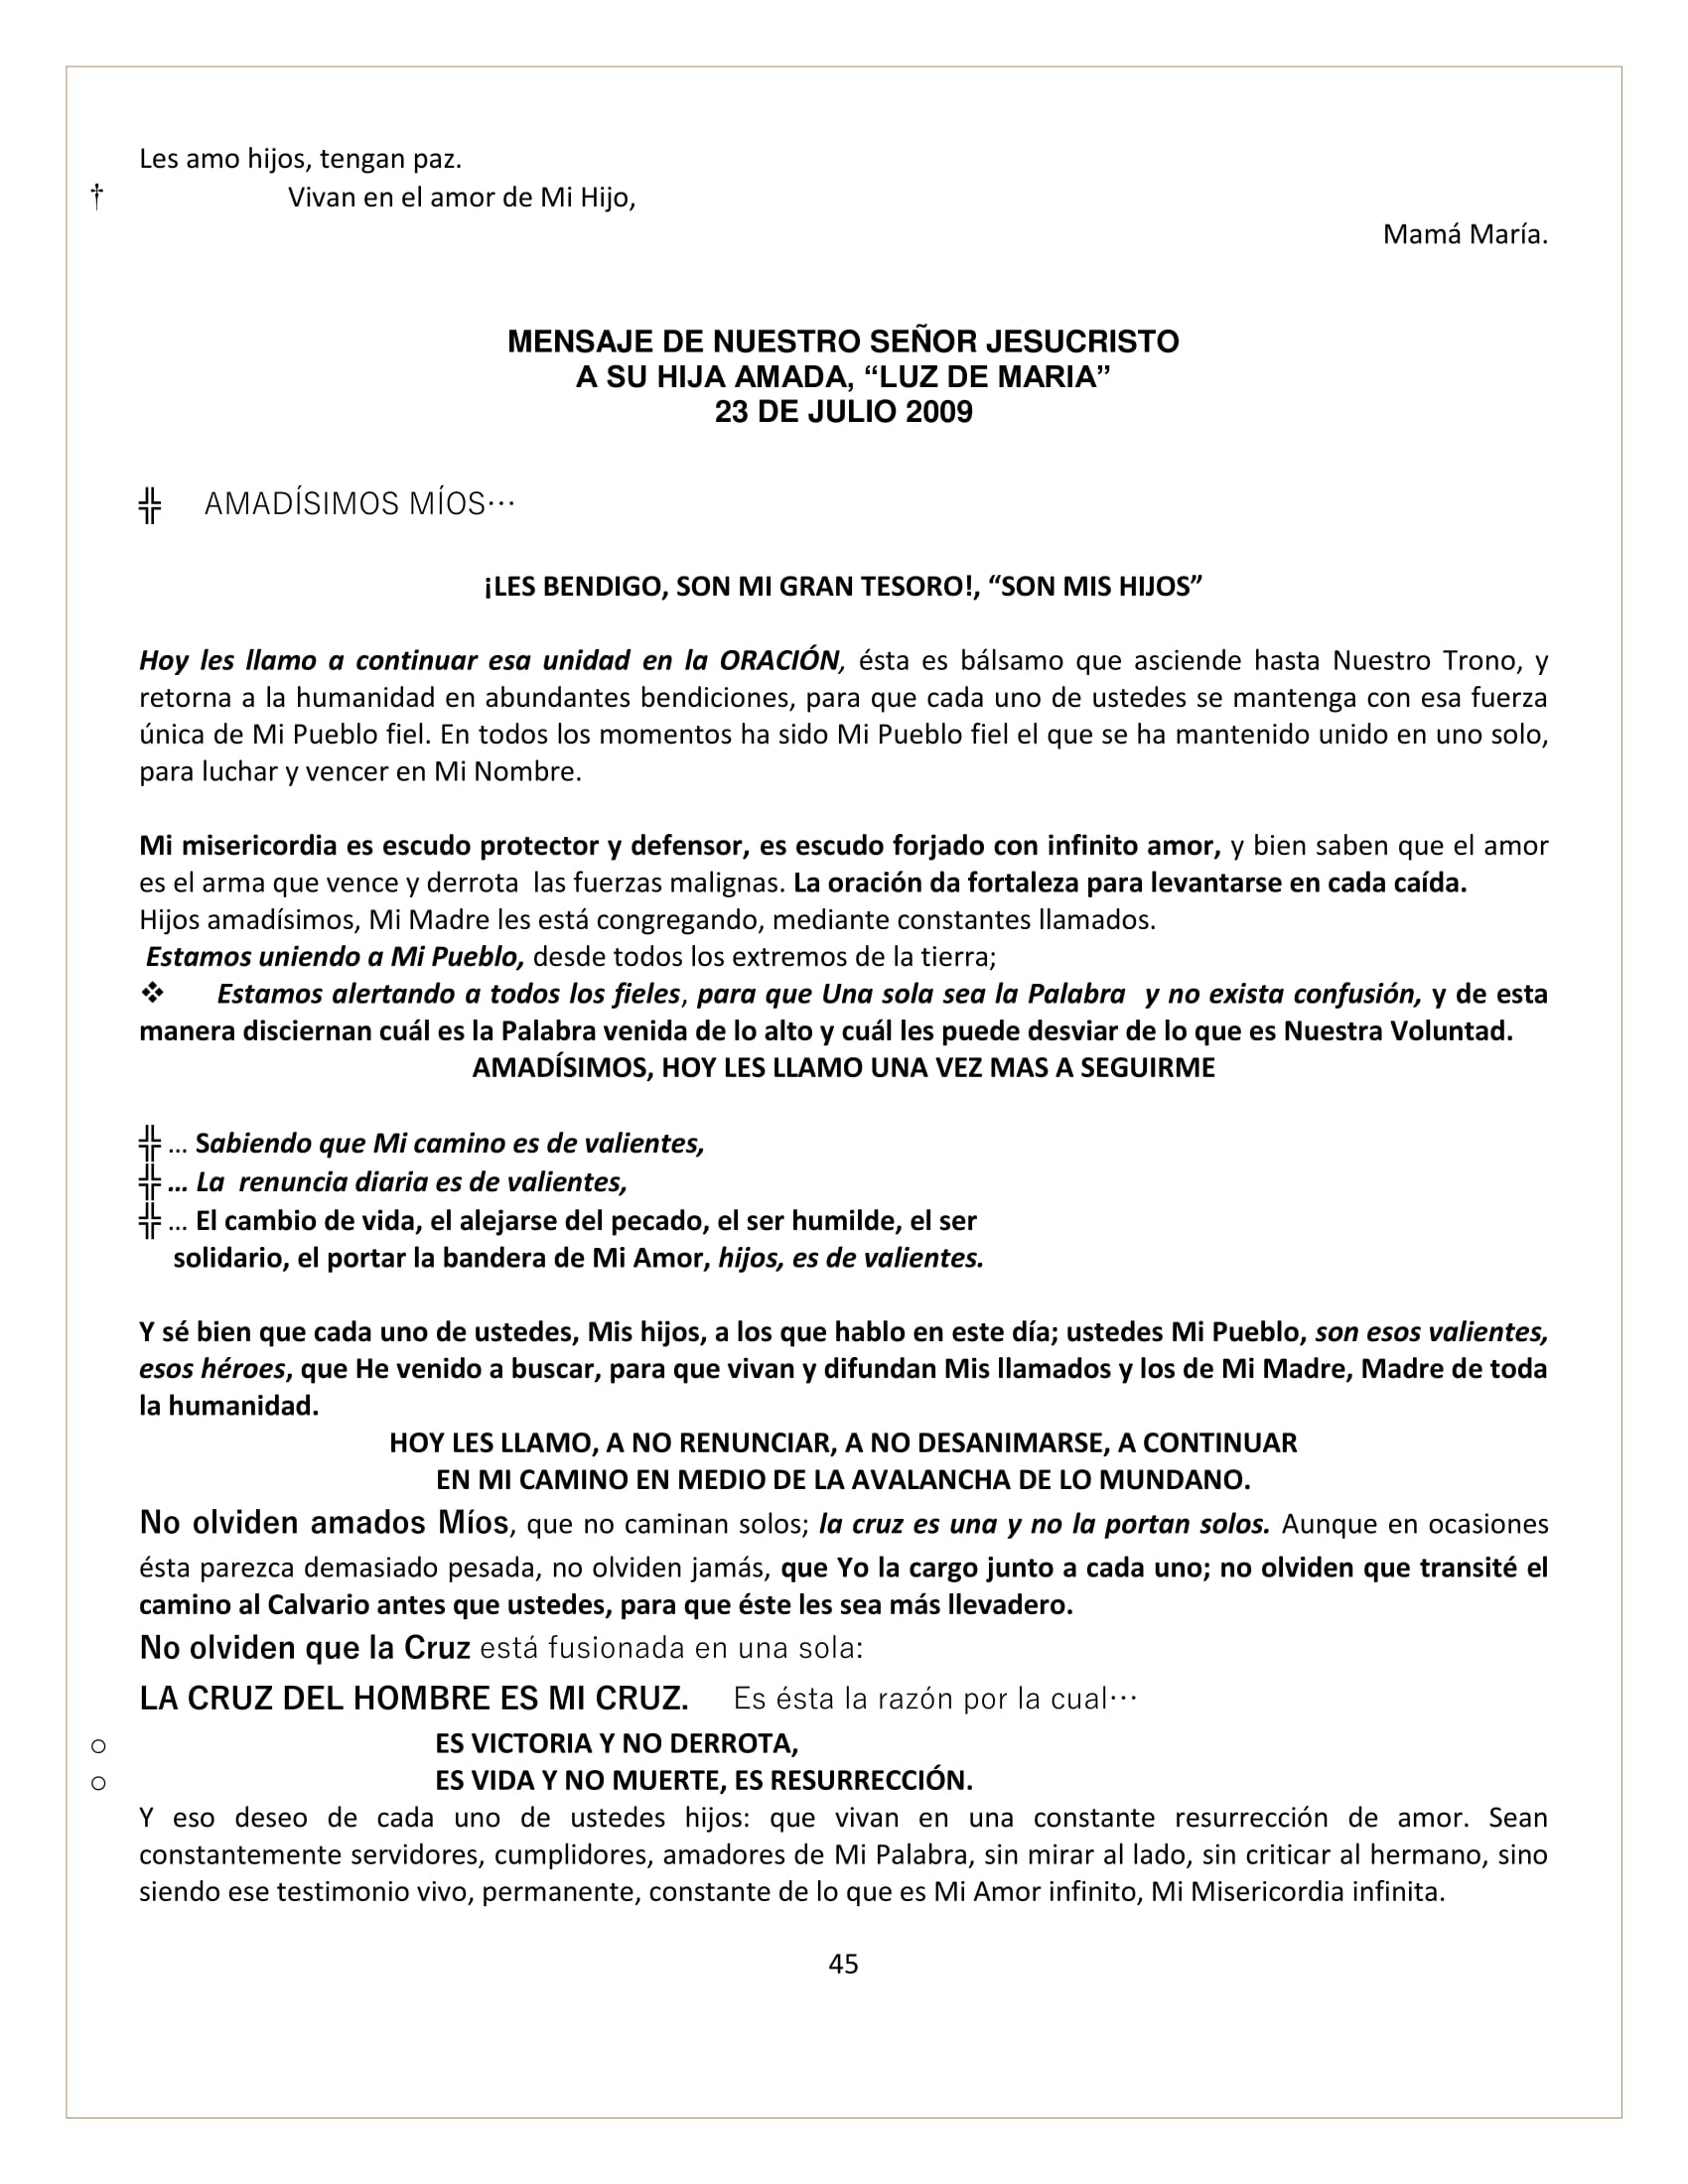 Les amo hijos, tengan paz.
† Vivan en el amor de Mi Hijo,
Mamá María.
MENSAJE DE NUESTRO SEÑOR JESUCRISTO
A SU HIJA AMADA, “LUZ DE MARIA”
23 DE JULIO 2009
╬ AMADÍSIMOS MÍOS…
¡LES BENDIGO, SON MI GRAN TESORO!, “SON MIS HIJOS”
Hoy les llamo a continuar esa unidad en la ORACIÓN, ésta es bálsamo que asciende hasta Nuestro Trono, y
retorna a la humanidad en abundantes bendiciones, para que cada uno de ustedes se mantenga con esa fuerza
única de Mi Pueblo fiel. En todos los momentos ha sido Mi Pueblo fiel el que se ha mantenido unido en uno solo,
para luchar y vencer en Mi Nombre.
Mi misericordia es escudo protector y defensor, es escudo forjado con infinito amor, y bien saben que el amor
es el arma que vence y derrota las fuerzas malignas. La oración da fortaleza para levantarse en cada caída.
Hijos amadísimos, Mi Madre les está congregando, mediante constantes llamados.
Estamos uniendo a Mi Pueblo, desde todos los extremos de la tierra;
❖ Estamos alertando a todos los fieles, para que Una sola sea la Palabra y no exista confusión, y de esta
manera disciernan cuál es la Palabra venida de lo alto y cuál les puede desviar de lo que es Nuestra Voluntad.
AMADÍSIMOS, HOY LES LLAMO UNA VEZ MAS A SEGUIRME
╬ … Sabiendo que Mi camino es de valientes,
╬ … La renuncia diaria es de valientes,
╬ … El cambio de vida, el alejarse del pecado, el ser humilde, el ser
solidario, el portar la bandera de Mi Amor, hijos, es de valientes.
Y sé bien que cada uno de ustedes, Mis hijos, a los que hablo en este día; ustedes Mi Pueblo, son esos valientes,
esos héroes, que He venido a buscar, para que vivan y difundan Mis llamados y los de Mi Madre, Madre de toda
la humanidad.
HOY LES LLAMO, A NO RENUNCIAR, A NO DESANIMARSE, A CONTINUAR
EN MI CAMINO EN MEDIO DE LA AVALANCHA DE LO MUNDANO.
No olviden amados Míos, que no caminan solos; la cruz es una y no la portan solos. Aunque en ocasiones
ésta parezca demasiado pesada, no olviden jamás, que Yo la cargo junto a cada uno; no olviden que transité el
camino al Calvario antes que ustedes, para que éste les sea más llevadero.
No olviden que la Cruz está fusionada en una sola:
LA CRUZ DEL HOMBRE ES MI CRUZ. Es ésta la razón por la cual…
○ ES VICTORIA Y NO DERROTA,
○ ES VIDA Y NO MUERTE, ES RESURRECCIÓN.
Y eso deseo de cada uno de ustedes hijos: que vivan en una constante resurrección de amor. Sean
constantemente servidores, cumplidores, amadores de Mi Palabra, sin mirar al lado, sin criticar al hermano, sino
siendo ese testimonio vivo, permanente, constante de lo que es Mi Amor infinito, Mi Misericordia infinita.
45